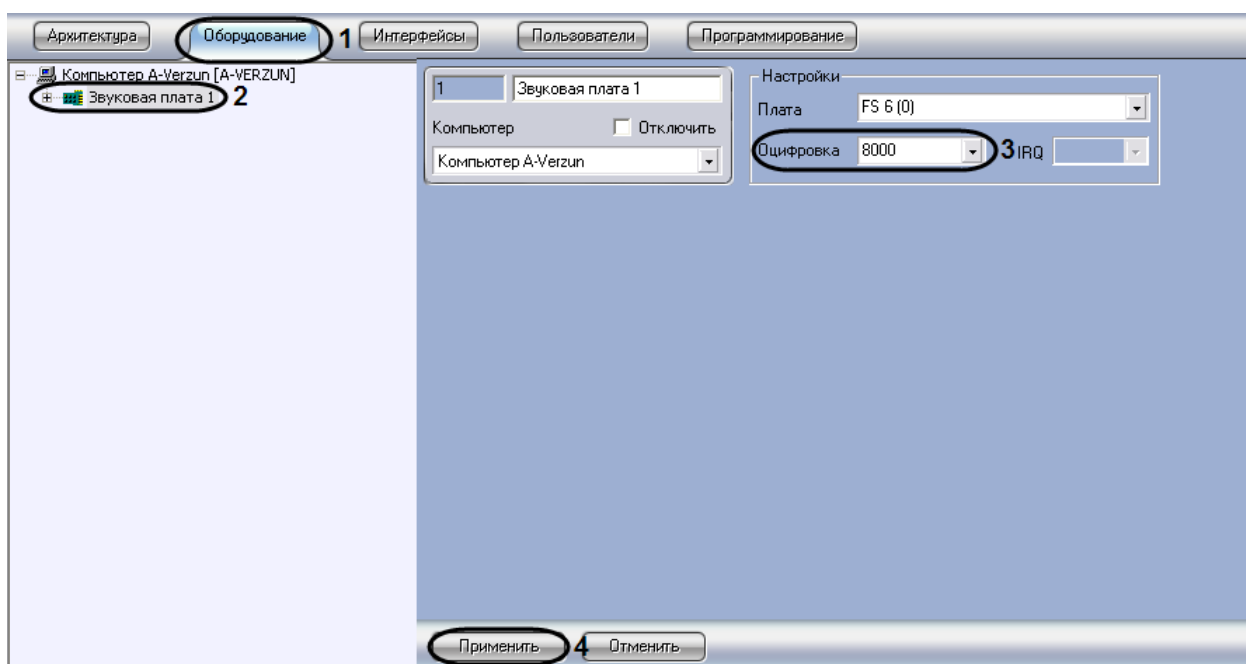 Архитектура Оборудование 1 Интерфейсы Пользователи Программирование
Компьютер A-Verzun [A-VERZUN]
Звуковая плата 1 2
1 Звуковая плата 1
Компьютер Отключить
Компьютер A-Verzun
Настройки
Плата FS 6 (0)
Оцифровка 8000 3 IRQ
Применить 4 Отменить